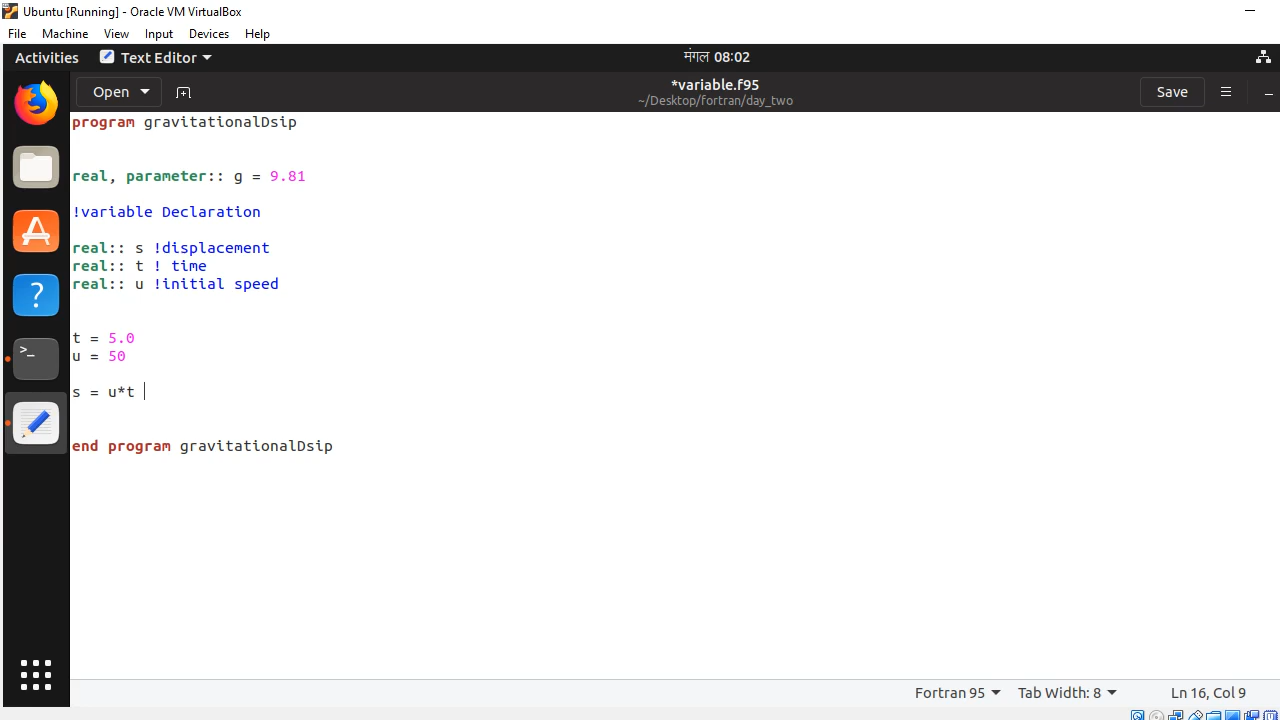 Ubuntu [Running] - Oracle VM VirtualBox
File Machine View Input Devices Help
Activities Text Editor मंगल 08:02
Open *variable.f95 Save
~/Desktop/fortran/day_two
program gravitationalDsip
real, parameter:: g = 9.81
!variable Declaration
real:: s !displacement
real:: t ! time
real:: u !initial speed
t = 5.0
u = 50
s = u*t
end program gravitationalDsip
Fortran 95 Tab Width: 8 Ln 16, Col 9